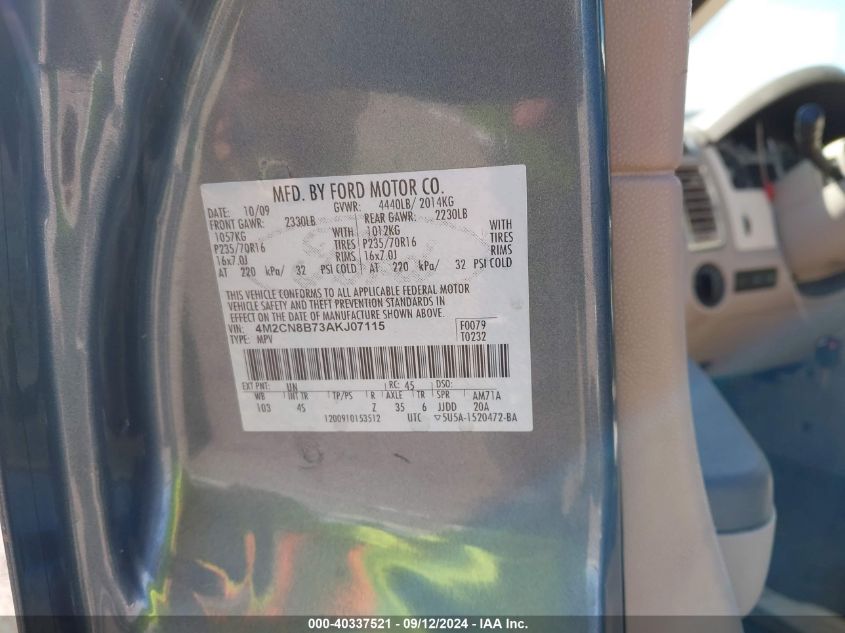 MFD. BY FORD MOTOR CO.
DATE: 10/09 GVWR: 4440LB/ 2014KG
FRONT GAWR: 2330LB REAR GAWR: 2230LB
1057KG WITH 1012KG WITH
P235/70R16 TIRES P235/70R16 TIRES
16x7.0J RIMS 16x7.0J RIMS
AT 220 kPa/ 32 PSI COLD AT 220 kPa/ 32 PSI COLD
THIS VEHICLE CONFORMS TO ALL APPLICABLE FEDERAL MOTOR
VEHICLE SAFETY AND THEFT PREVENTION STANDARDS IN
EFFECT ON THE DATE OF MANUFACTURE SHOWN ABOVE.
VIN: 4M2CN8B73AKJ07115 F0079
TYPE: MPV T0232
EXT PNT: UN RC: 45 DSO:
WB INT TR TP/PS R AXLE TR SPR AM71A
103 45 Z 35 6 JJDD 20A
1200910153512 UTC ▽5U5A-1520472-BA
000-40337521 - 09/12/2024 - IAA Inc.